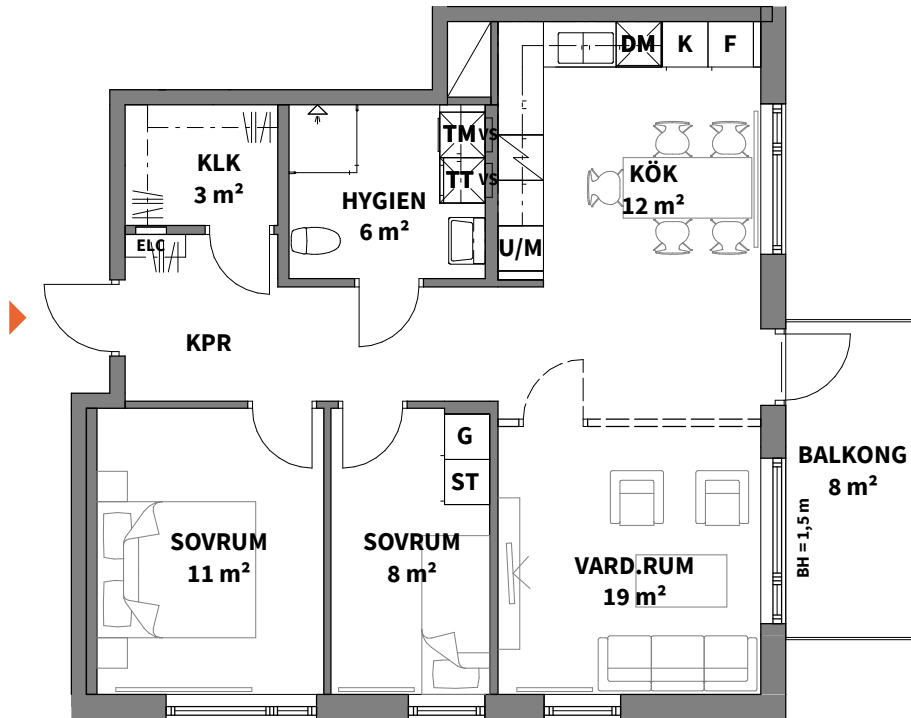 DM K F
TM VS
TT VS
KLK
3 m²
HYGIEN
6 m²
KÖK
12 m²
U/M
ELC
KPR
G
ST
SOVRUM
11 m²
SOVRUM
8 m²
VARD.RUM
19 m²
BALKONG
8 m²
BH = 1,5 m